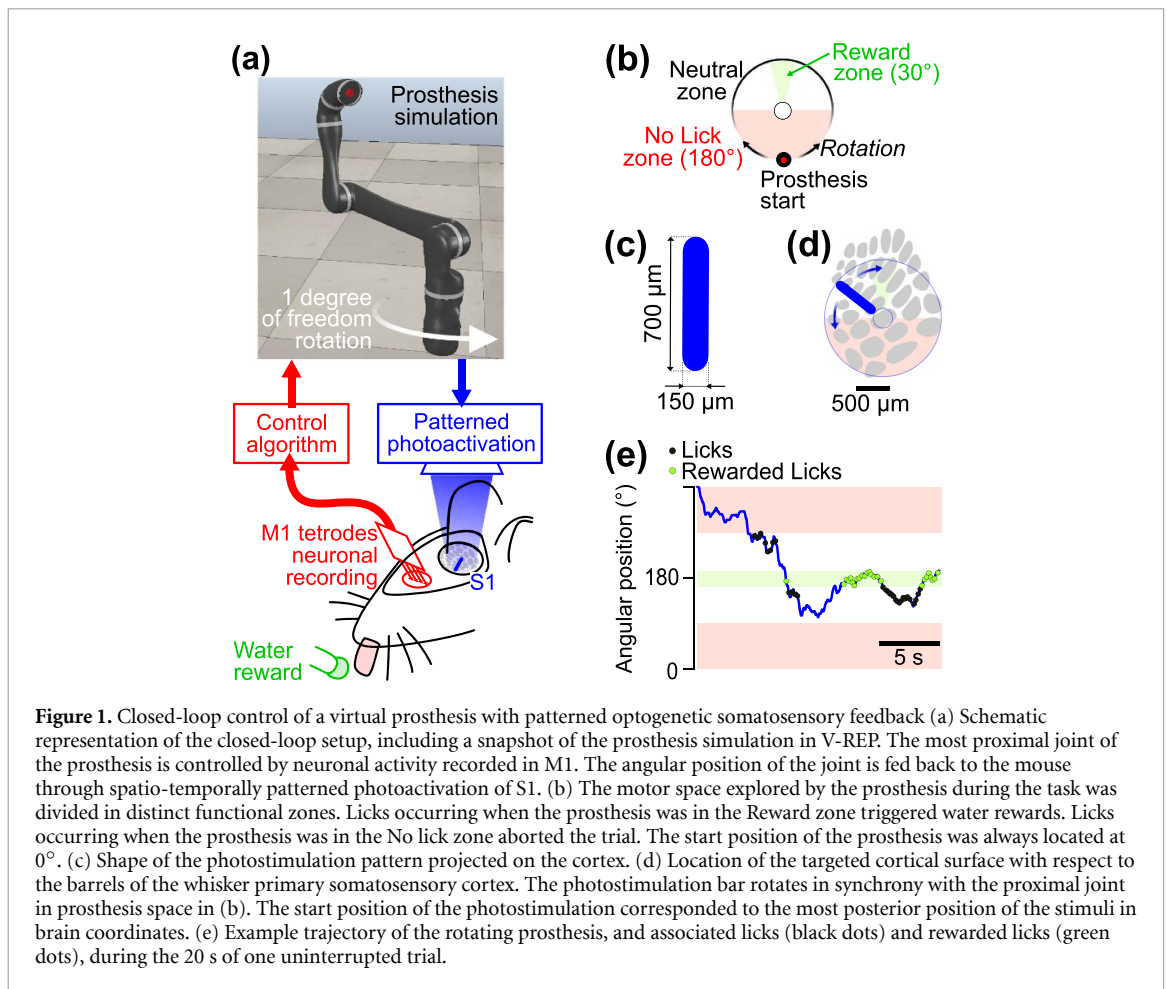 (a)
Prosthesis
simulation
1 degree
of freedom
rotation
Control
algorithm
Patterned
photoactivation
M1 tetrodes
neuronal
recording
S1
Water
reward
(b)
Neutral
zone
Reward
zone (30°)
No Lick
zone (180°)
Rotation
Prosthesis
start
(c)
700 µm
150 µm
(d)
500 µm
(e)
Licks
Rewarded Licks
Angular position (°)
180
0
5 s
Figure 1. Closed-loop control of a virtual prosthesis with patterned optogenetic somatosensory feedback (a) Schematic
representation of the closed-loop setup, including a snapshot of the prosthesis simulation in V-REP. The most proximal joint of
the prosthesis is controlled by neuronal activity recorded in M1. The angular position of the joint is fed back to the mouse
through spatio-temporally patterned photoactivation of S1. (b) The motor space explored by the prosthesis during the task was
divided in distinct functional zones. Licks occurring when the prosthesis was in the Reward zone triggered water rewards. Licks
occurring when the prosthesis was in the No lick zone aborted the trial. The start position of the prosthesis was always located at
0°. (c) Shape of the photostimulation pattern projected on the cortex. (d) Location of the targeted cortical surface with respect to
the barrels of the whisker primary somatosensory cortex. The photostimulation bar rotates in synchrony with the proximal joint
in prosthesis space in (b). The start position of the photostimulation corresponded to the most posterior position of the stimuli in
brain coordinates. (e) Example trajectory of the rotating prosthesis, and associated licks (black dots) and rewarded licks (green
dots), during the 20 s of one uninterrupted trial.